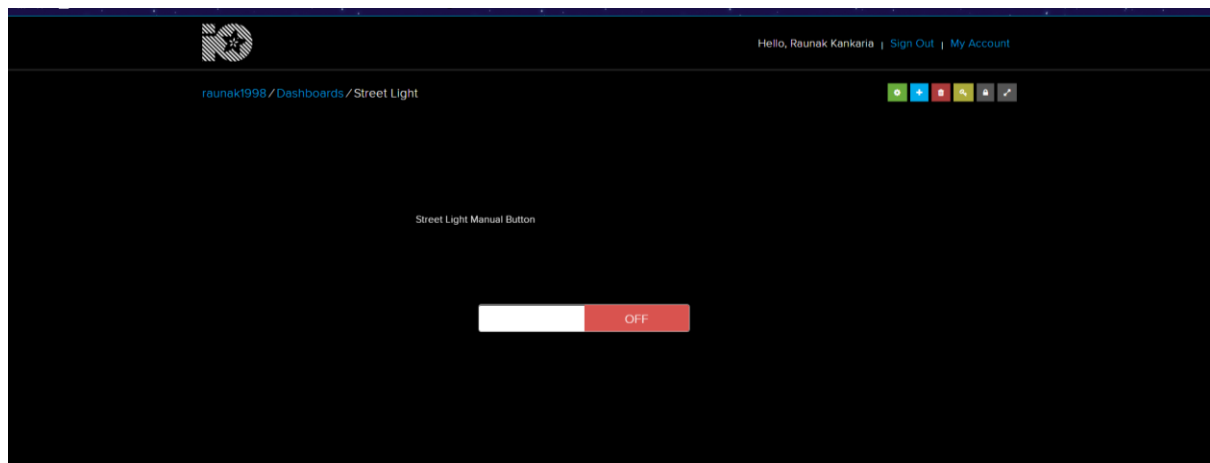 Hello, Raunak Kankaria | Sign Out | My Account
raunak1998 / Dashboards / Street Light
Street Light Manual Button
OFF